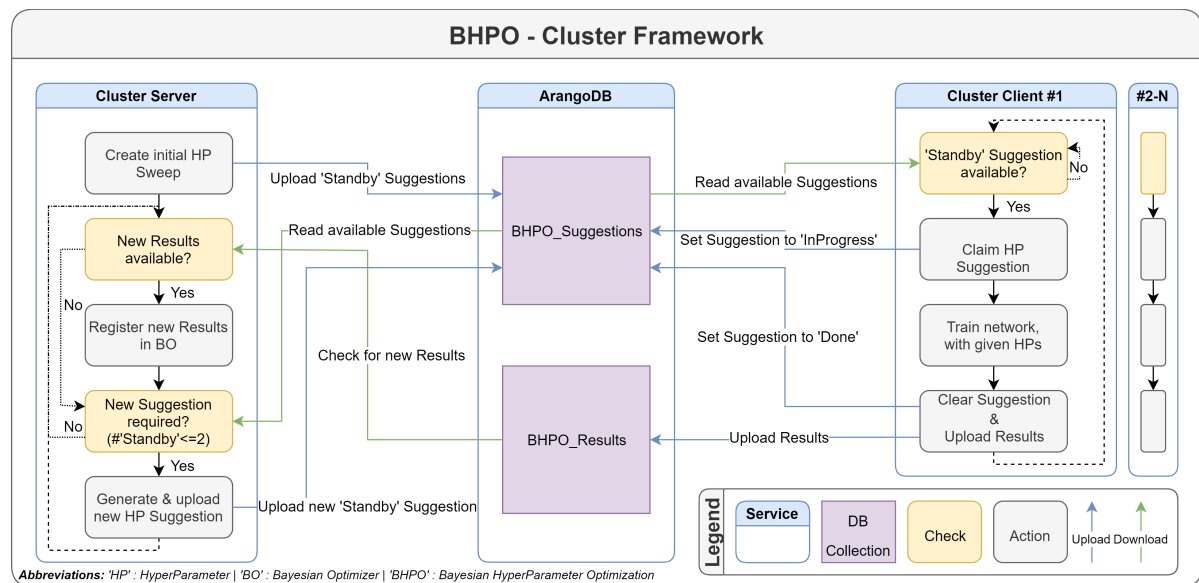 BHPO - Cluster Framework
Cluster Server
Create initial HP
Sweep
New Results
available?
Yes
No
Register new Results
in BO
New Suggestion
required?
(#'Standby'<=2)
No
Yes
Generate & upload
new HP Suggestion
Upload 'Standby' Suggestions
Read available Suggestions
Check for new Results
Upload new 'Standby' Suggestion
ArangoDB
BHPO_Suggestions
BHPO_Results
Read available Suggestions
Set Suggestion to 'InProgress'
Set Suggestion to 'Done'
Upload Results
Cluster Client #1
'Standby' Suggestion
available?
No
Yes
Claim HP
Suggestion
Train network,
with given HPs
Clear Suggestion
&
Upload Results
#2-N
Legend
Service
DB
Collection
Check
Action
Upload
Download
Abbreviations: 'HP' : HyperParameter | 'BO' : Bayesian Optimizer | 'BHPO' : Bayesian HyperParameter Optimization